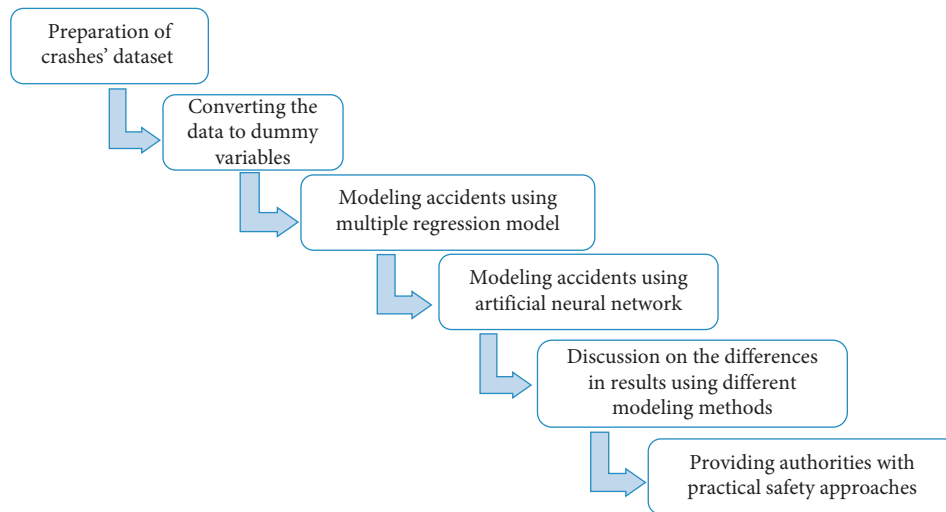 Preparation of
crashes’ dataset
Converting the
data to dummy
variables
Modeling accidents using
multiple regression model
Modeling accidents using
artificial neural network
Discussion on the differences
in results using different
modeling methods
Providing authorities with
practical safety approaches